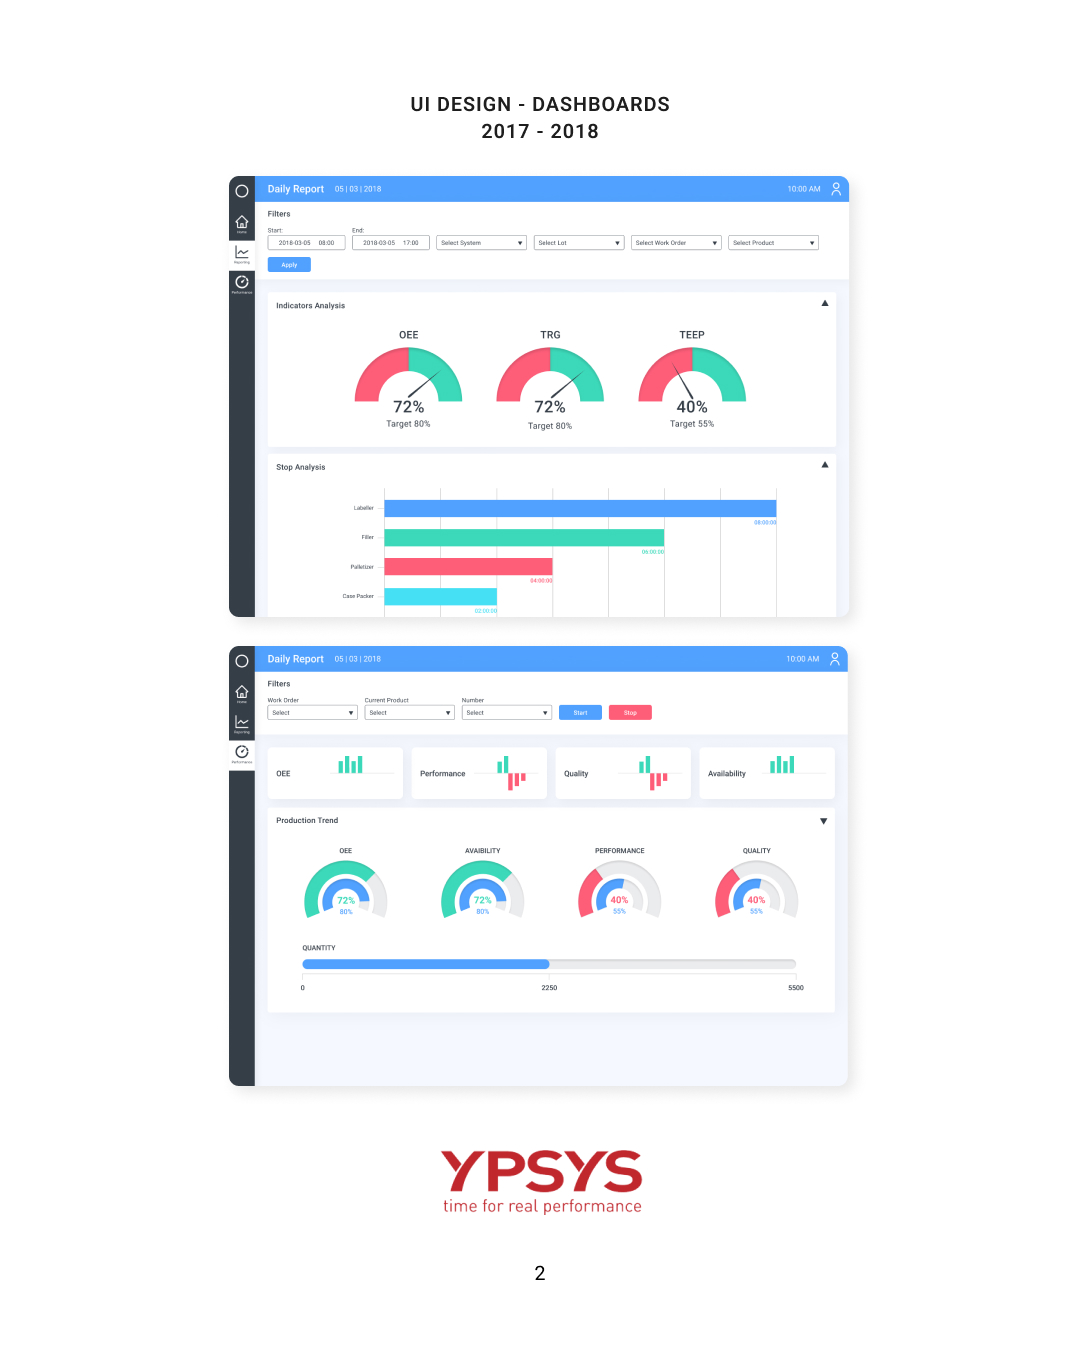 UI DESIGN - DASHBOARDS
2017 - 2018
Daily Report 05 | 03 | 2018 10:00 AM
Home
Reporting
Performance
Filters
Start: End:
2018-03-05 08:00 2018-03-05 17:00 Select System Select Lot Select Work Order Select Product
Apply
Indicators Analysis
OEE TRG TEEP
72% 72% 40%
Target 80% Target 80% Target 55%
Stop Analysis
Labeller
08:00:00
Filler
06:00:00
Palletizer
04:00:00
Case Packer
02:00:00
Daily Report 05 | 03 | 2018 10:00 AM
Home
Reporting
Performance
Filters
Work Order Current Product Number
Select Select Select Start Stop
OEE Performance Quality Availability
Production Trend
OEE AVAIBILITY PERFORMANCE QUALITY
72% 72% 40% 40%
80% 80% 55% 55%
QUANTITY
0 2250 5500
YPSYS
time for real performance
2